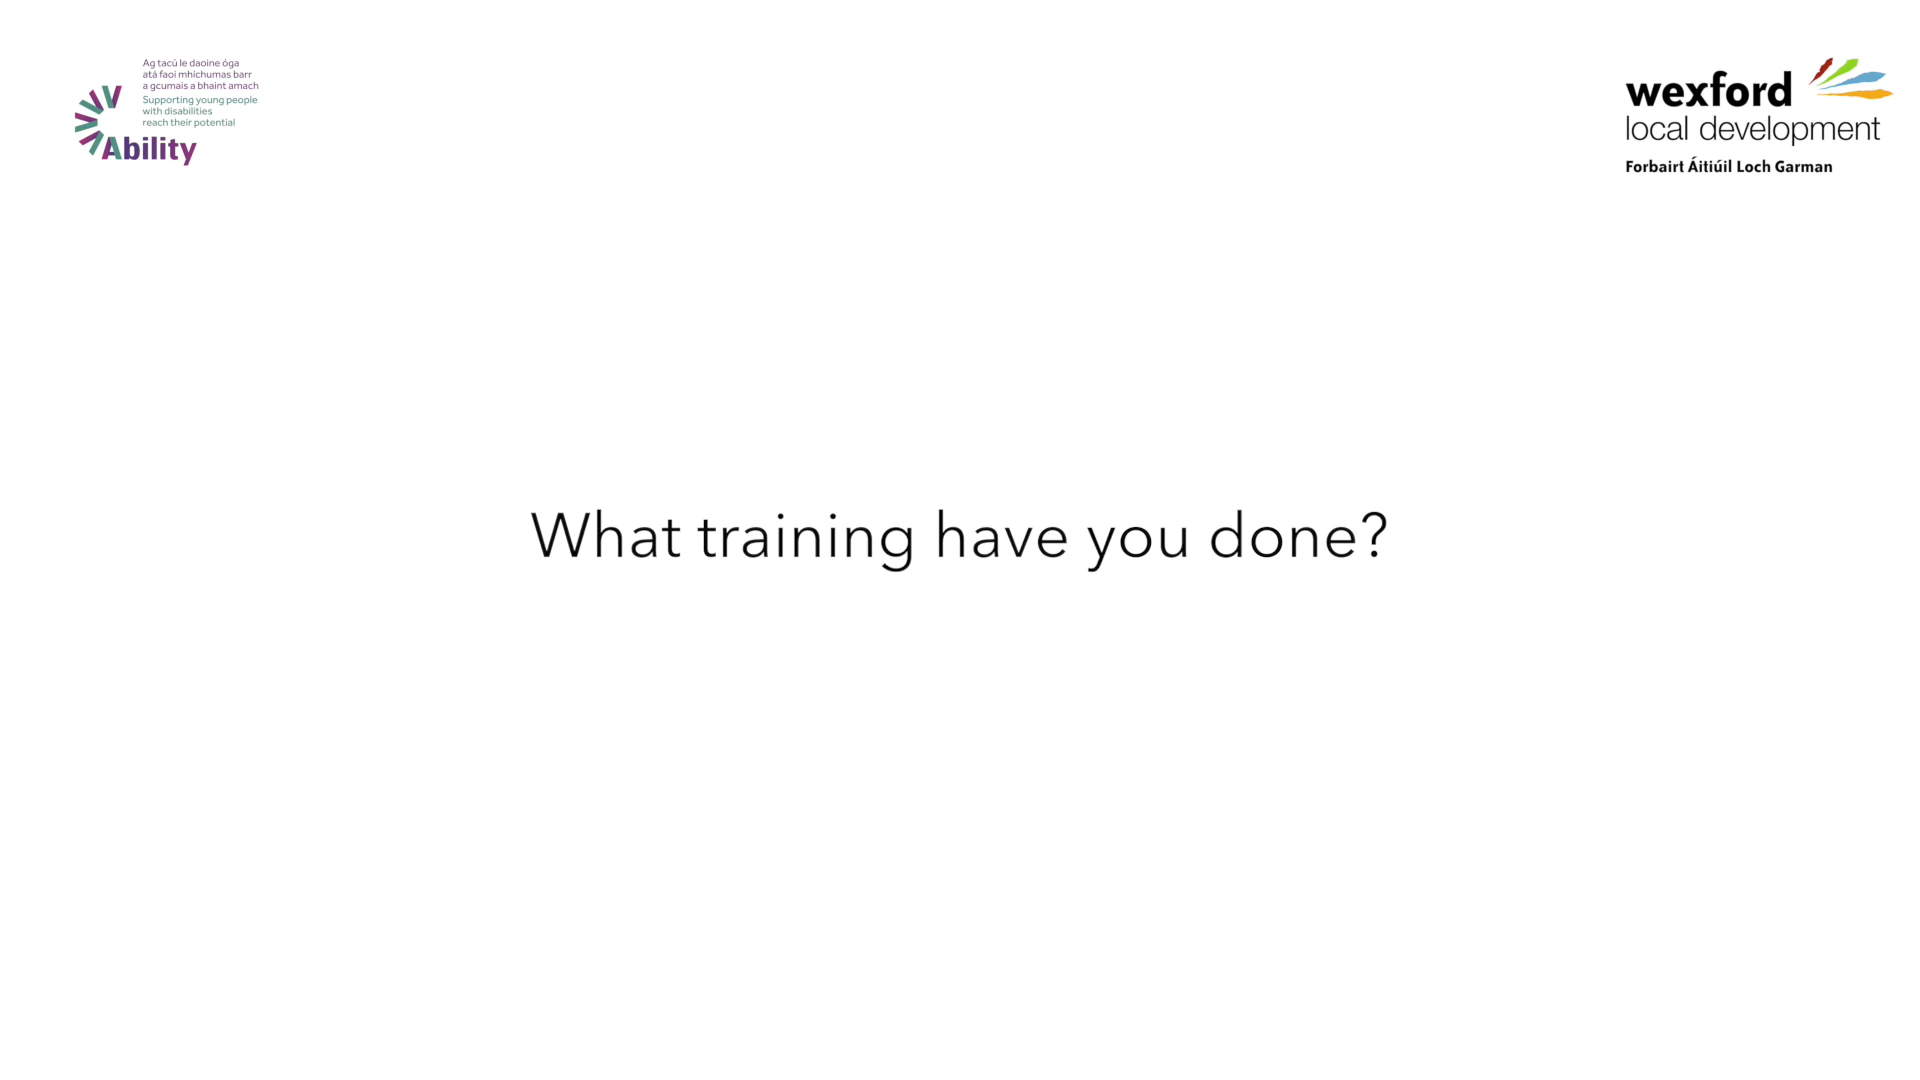 Ag tacú le daoine óga
atá faoi mhíchumas barr
a gcumais a bhaint amach
Supporting young people
with disabilities
reach their potential
Ability
wexford
local development
Forbairt Áitiúil Loch Garman
What training have you done?